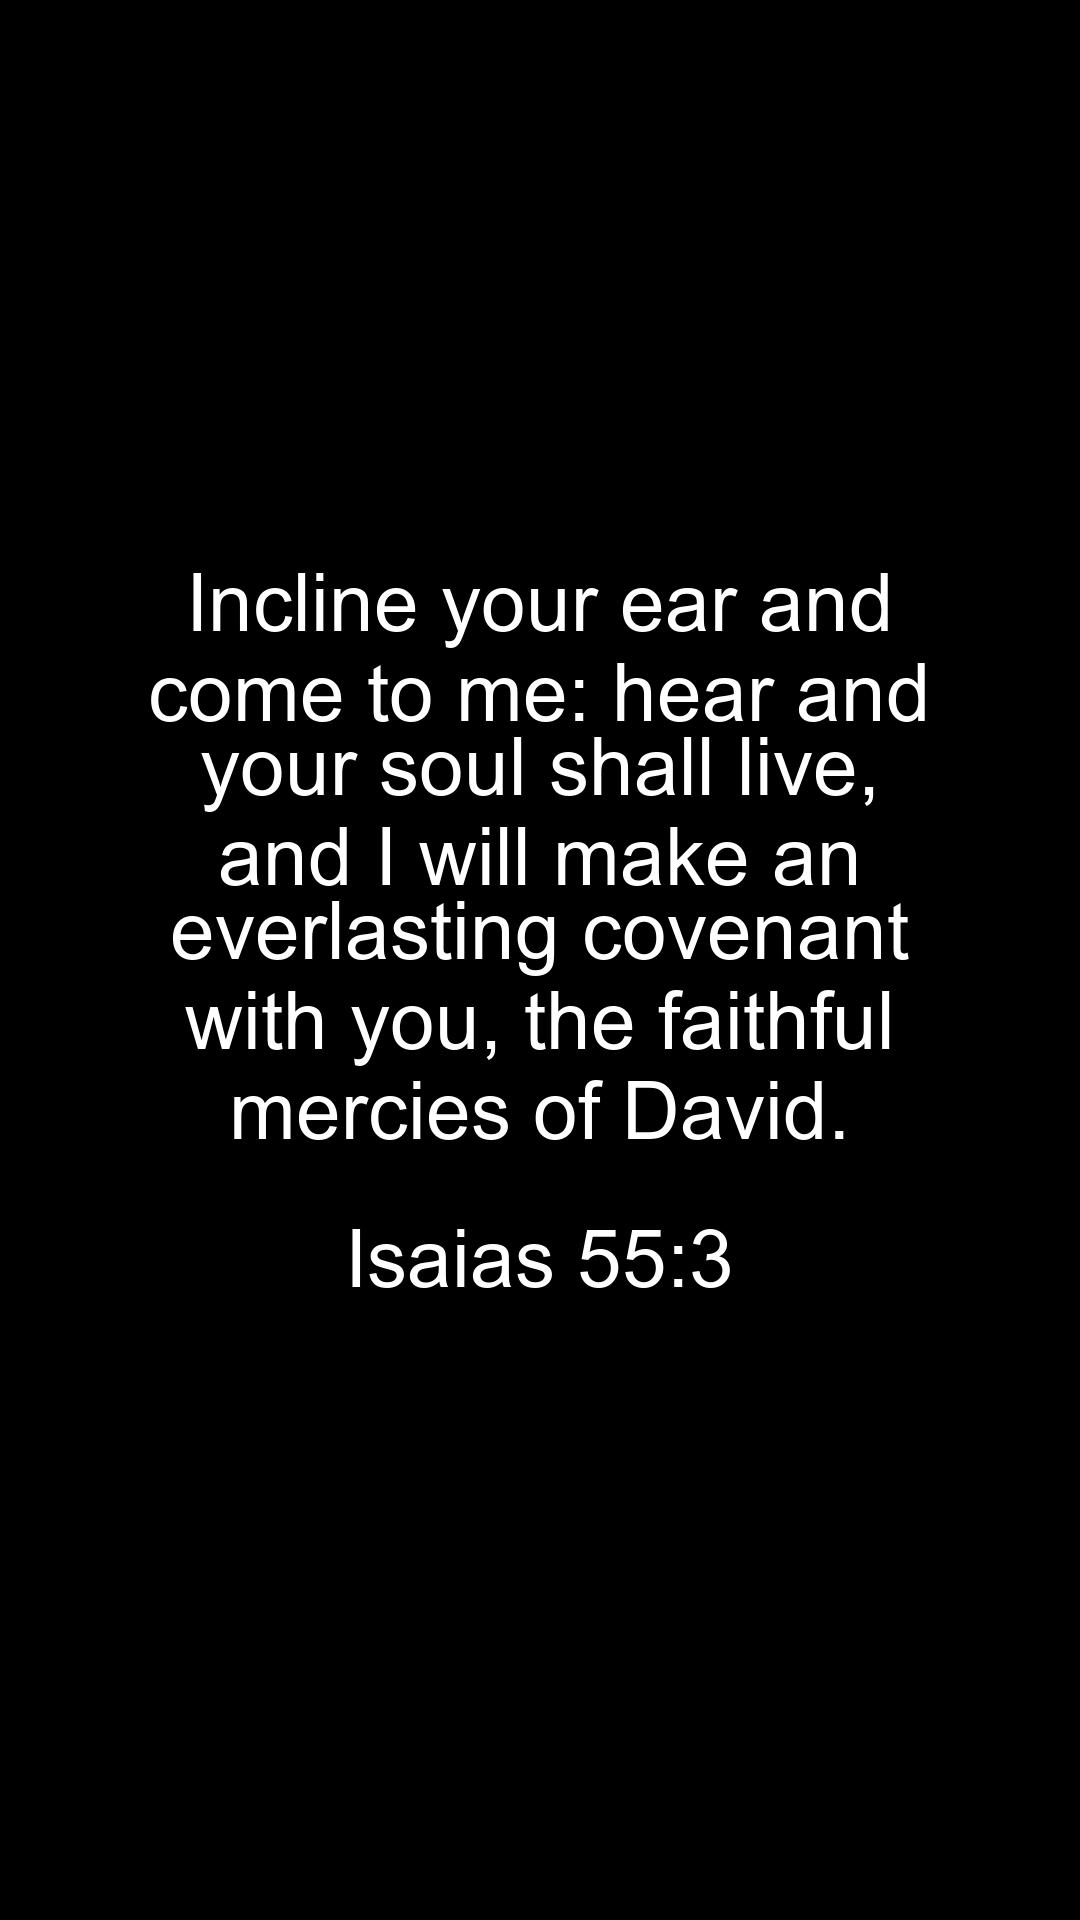 Incline your ear and
come to me: hear and
your soul shall live,
and I will make an
everlasting covenant
with you, the faithful
mercies of David.
Isaias 55:3